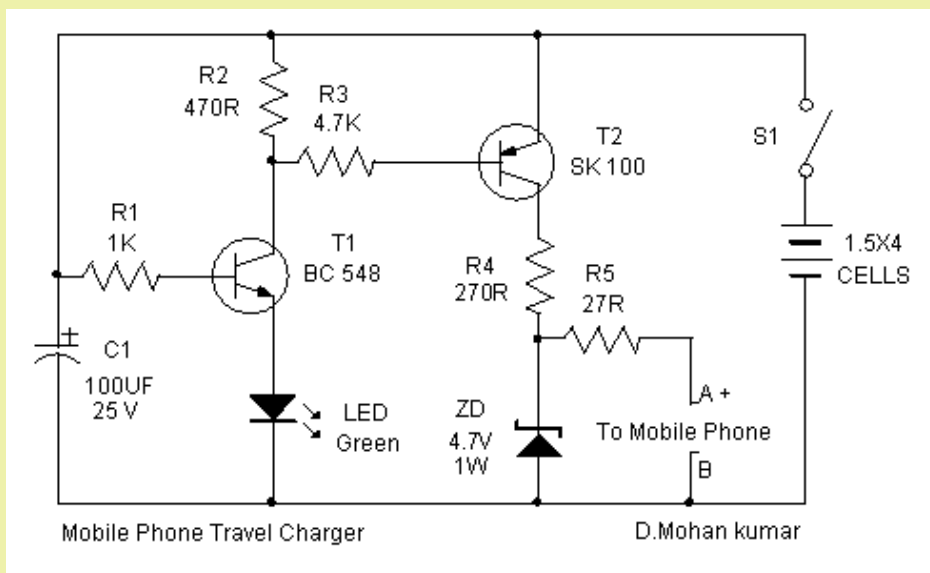 R2
470R
R3
4.7K
T2
SK 100
S1
R1
1K
T1
BC 548
1.5X4
CELLS
R4
270R
R5
27R
+
C1
100UF
25 V
LED
Green
ZD
4.7V
1W
A +
To Mobile Phone
B
Mobile Phone Travel Charger
D.Mohan kumar